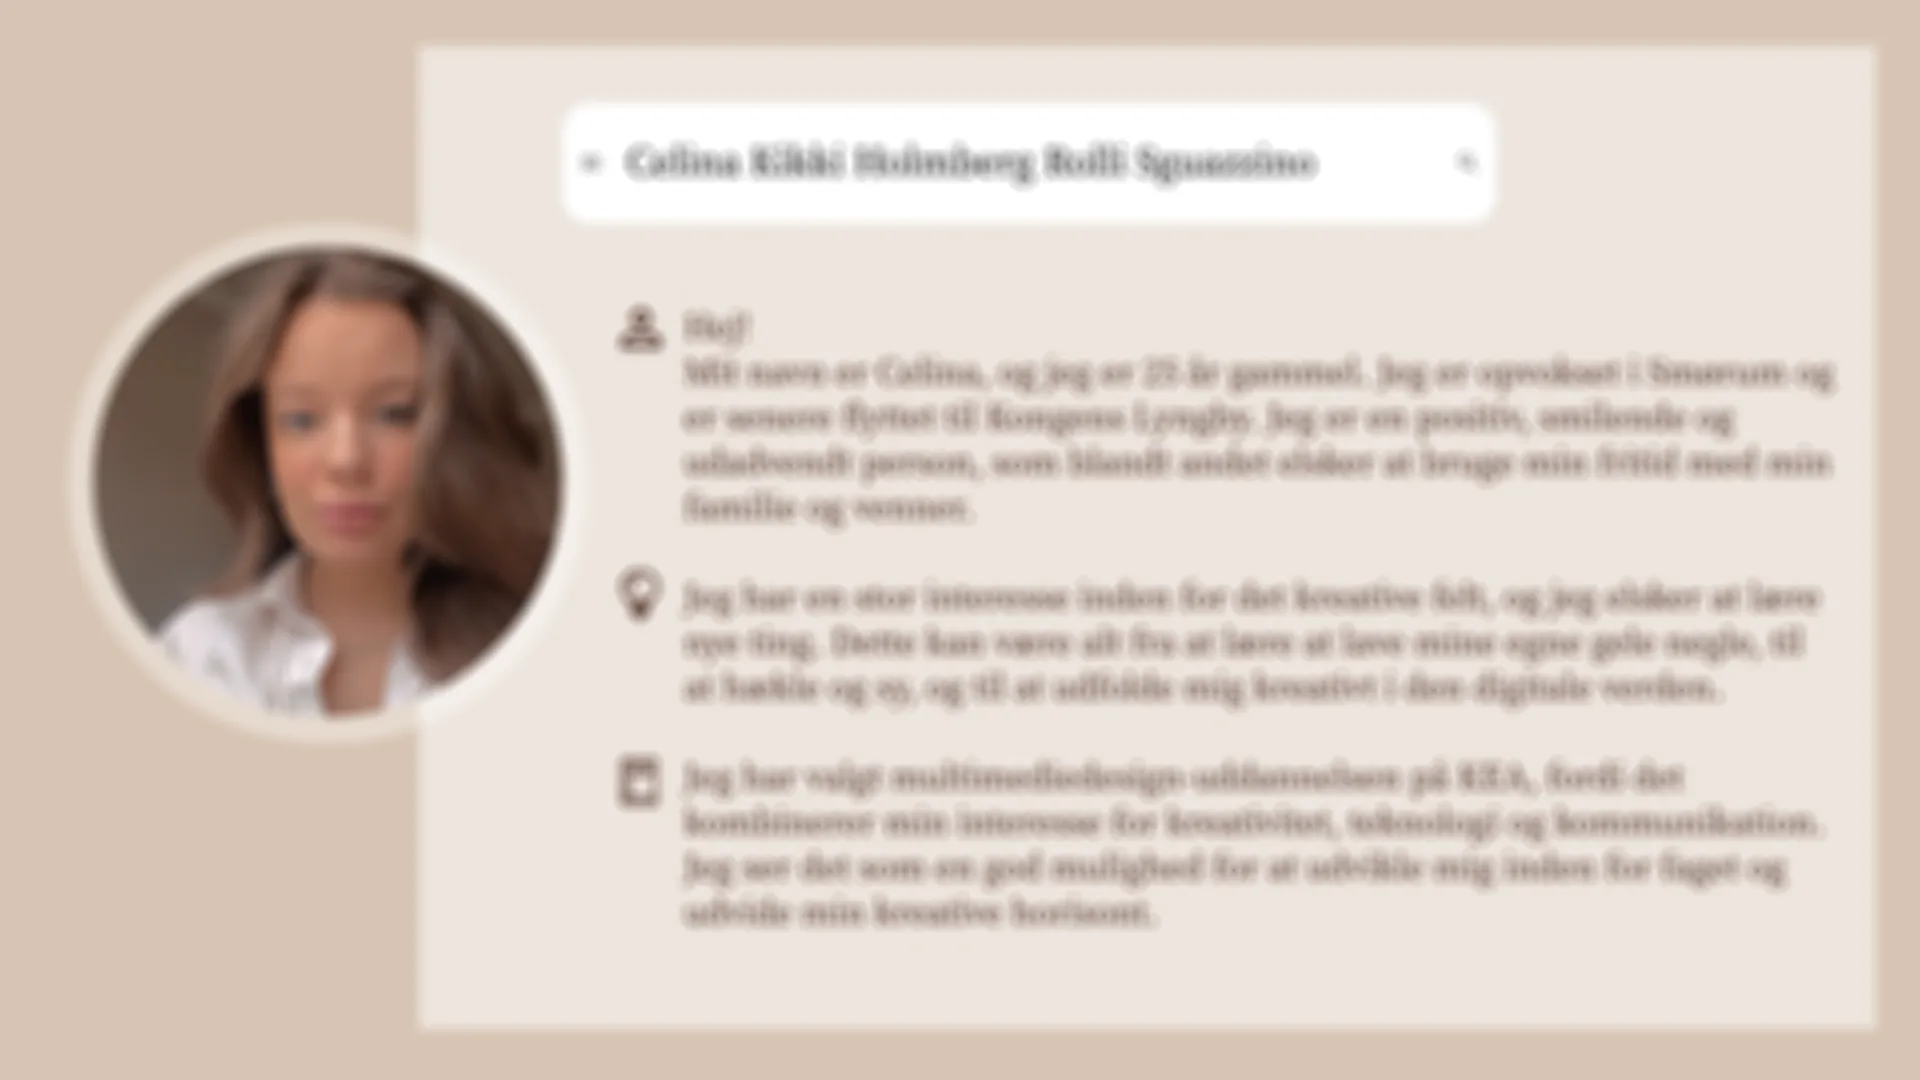 Celina Kikki Holmberg Rolli Sguassino
Hej!
Mit navn er Celina, og jeg er 25 år gammel. Jeg er opvokset i Smørum og
er senere flyttet til Kongens Lyngby. Jeg er en positiv, smilende og
udadvendt person, som blandt andet elsker at bruge min fritid med min
familie og venner.
Jeg har en stor interesse inden for det kreative felt, og jeg elsker at lære
nye ting. Dette kan være alt fra at lære at lave mine egne gele negle, til
at hækle og sy, og til at udfolde mig kreativt i den digitale verden.
Jeg har valgt multimediedesign-uddannelsen på KEA, fordi det
kombinerer min interesse for kreativitet, teknologi og kommunikation.
Jeg ser det som en god mulighed for at udvikle mig inden for faget og
udvide min kreative horisont.